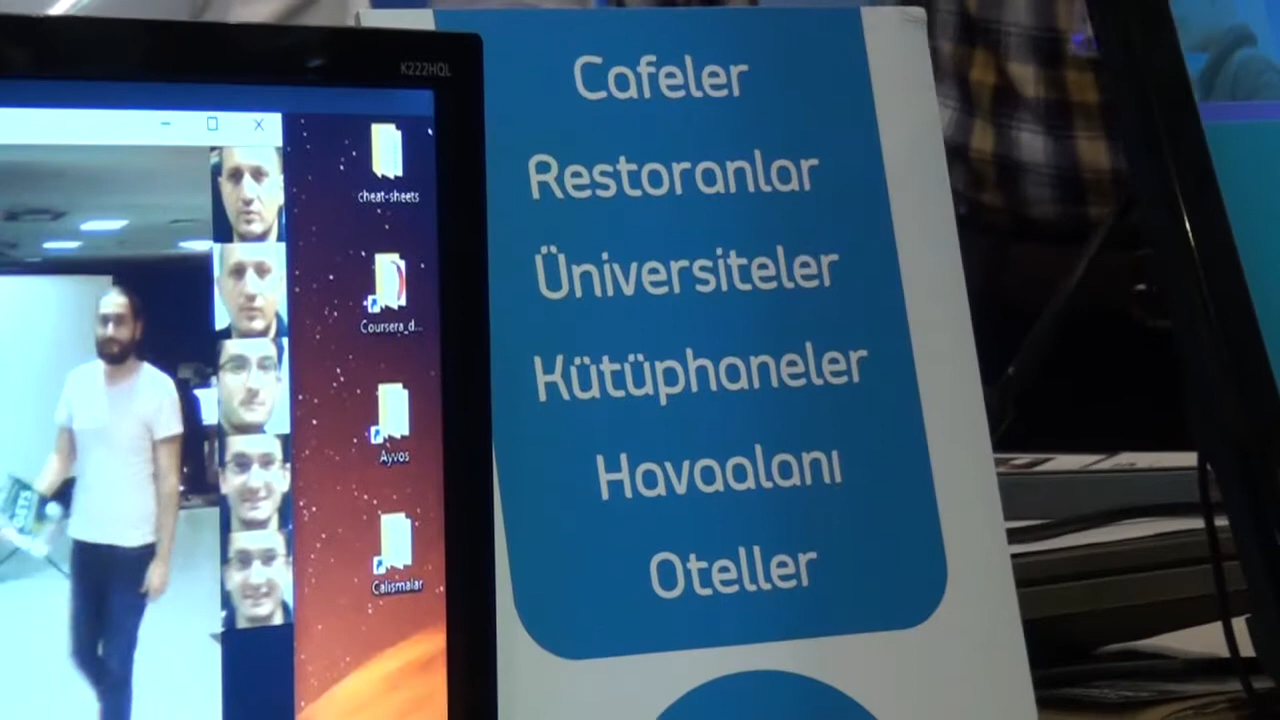 K222HQL
cheat-sheets
Coursera_d...
Ayvos
Calismalar
Cafeler
Restoranlar
Üniversiteler
Kütüphaneler
Havaalanı
Oteller